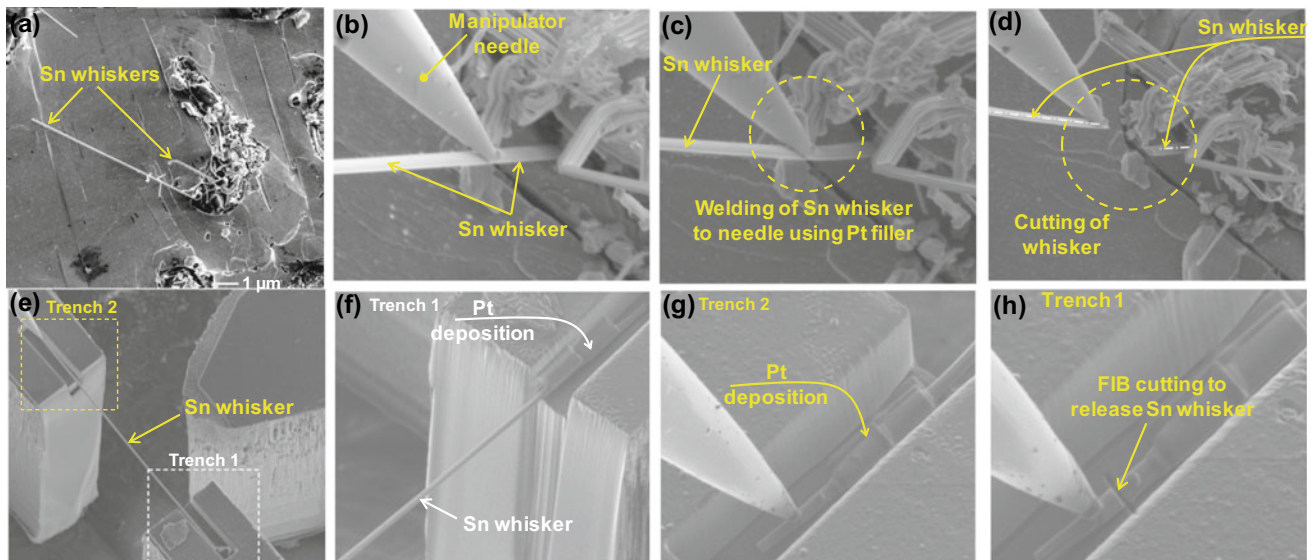 (a)
Sn whiskers
1 μm
(b)
Manipulator
needle
Sn whisker
(c)
Sn whisker
Welding of Sn whisker
to needle using Pt filler
(d)
Sn whisker
Cutting of
whisker
(e)
Trench 2
Sn whisker
Trench 1
(f)
Trench 1
Pt
deposition
Sn whisker
(g)
Trench 2
Pt
deposition
(h)
Trench 1
FIB cutting to
release Sn whisker